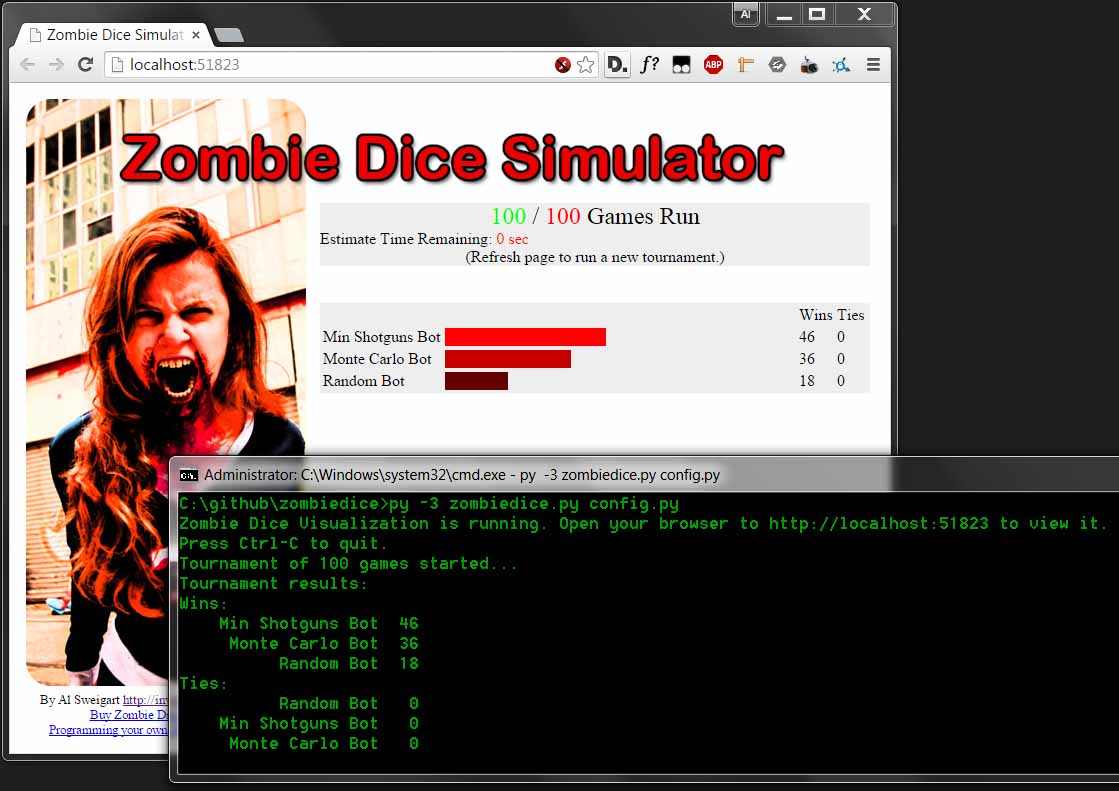 AI
Zombie Dice Simulat
localhost:51823
D. f? ABP
Zombie Dice Simulator
100 / 100 Games Run
Estimate Time Remaining: 0 sec
(Refresh page to run a new tournament.)
Wins Ties
Min Shotguns Bot 46 0
Monte Carlo Bot 36 0
Random Bot 18 0
By Al Sweigart http://in
Buy Zombie D
Programming your own
Administrator: C:\Windows\system32\cmd.exe - py -3 zombiedice.py config.py
C:\github\zombiedice>py -3 zombiedice.py config.py
Zombie Dice Visualization is running. Open your browser to http://localhost:51823 to view it.
Press Ctrl-C to quit.
Tournament of 100 games started...
Tournament results:
Wins:
Min Shotguns Bot 46
Monte Carlo Bot 36
Random Bot 18
Ties:
Random Bot 0
Min Shotguns Bot 0
Monte Carlo Bot 0